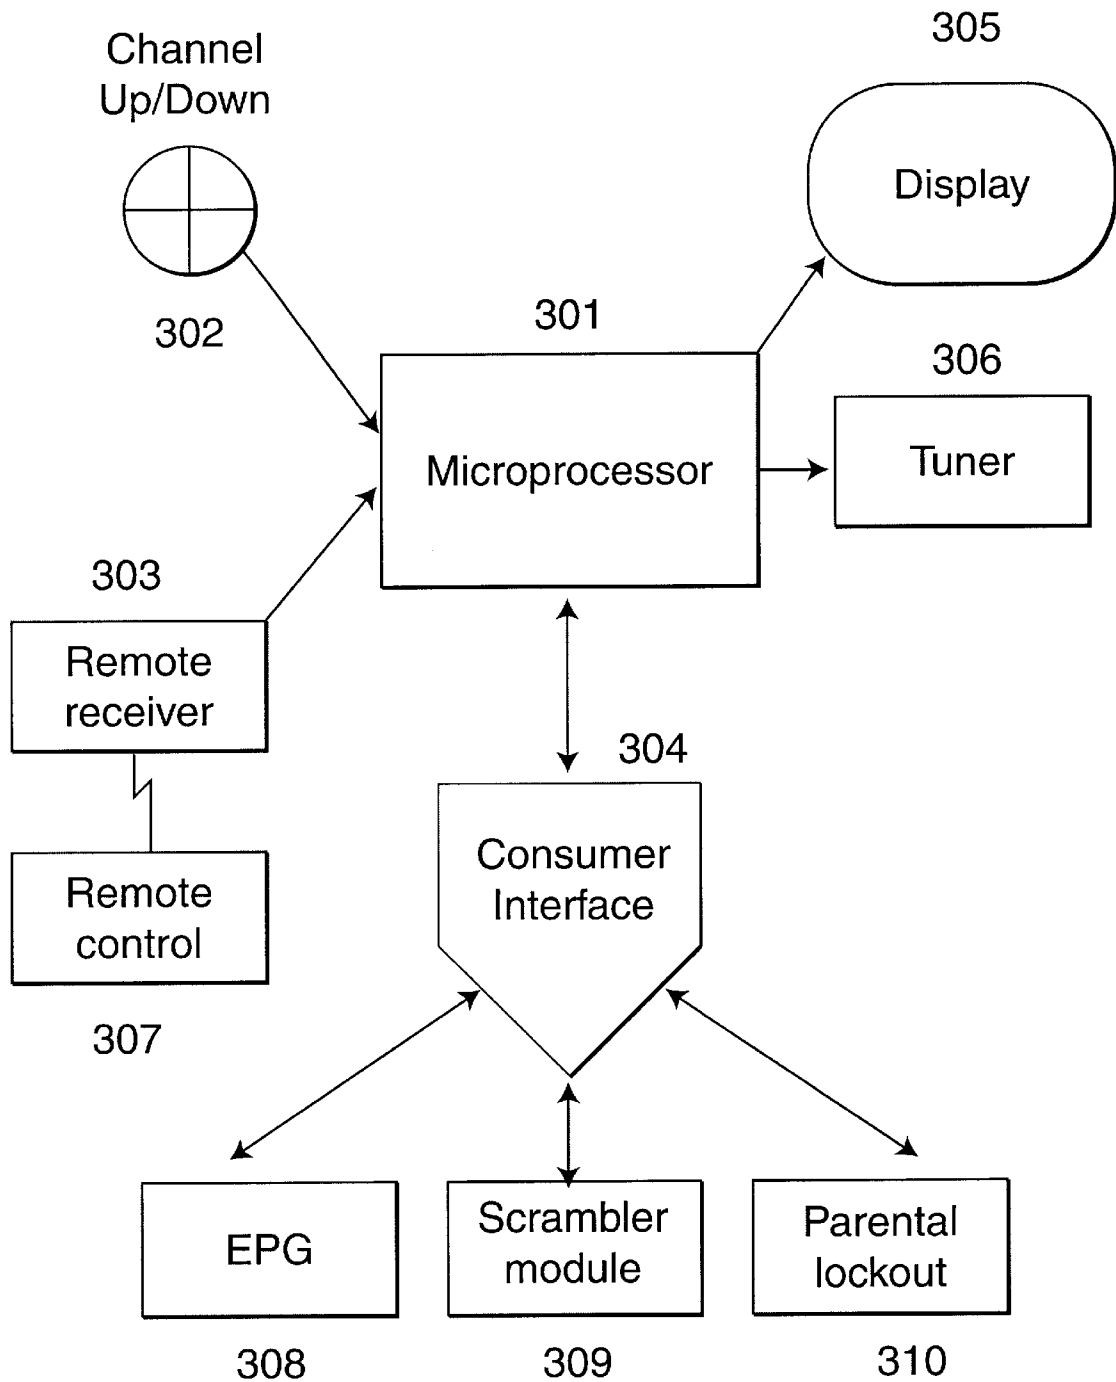 305
Channel
Up/Down
Display
302
301
306
Microprocessor
Tuner
303
Remote
receiver
304
Consumer
Interface
Remote
control
307
EPG
Scrambler
module
Parental
lockout
308
309
310